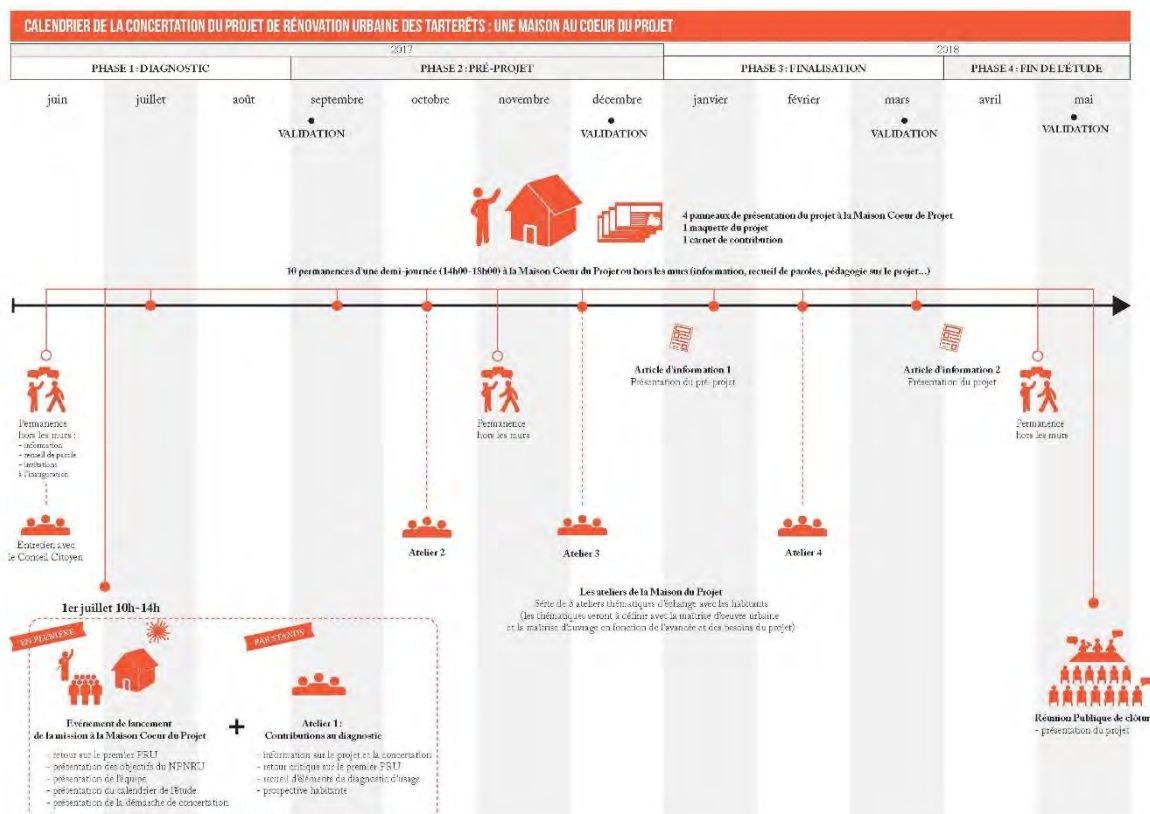 CALENDRIER DE LA CONCERTATION DU PROJET DE RÉNOVATION URBAINE DES TARTERÊTS : UNE MAISON AU COEUR DU PROJET
2017
2018
PHASE 1 : DIAGNOSTIC
PHASE 2 : PRÉ-PROJET
PHASE 3 : FINALISATION
PHASE 4 : FIN DE L'ÉTUDE
juin
juillet
août
septembre
octobre
novembre
décembre
janvier
février
mars
avril
mai
VALIDATION
VALIDATION
VALIDATION
VALIDATION
4 panneaux de présentation du projet à la Maison Coeur de Projet
1 maquette du projet
1 carnet de contribution
10 permanences d'une demi-journée (14h00-18h00) à la Maison Coeur du Projet ou hors les murs (information, recueil de paroles, pédagogie sur le projet...)
Article d'information 1
Présentation du pré-projet
Article d'information 2
Présentation du projet
Permanence
hors les murs :
- information
- recueil de parole
- invitations
à l'inauguration
Permanence
hors les murs
Permanence
hors les murs
Entretien avec
le Conseil Citoyen
Atelier 2
Atelier 3
Atelier 4
Les ateliers de la Maison du Projet
Série de 3 ateliers thématiques d'échange avec les habitants
(les thématiques seront à définir avec la maîtrise d'oeuvre urbaine
et la maîtrise d'ouvrage en fonction de l'avancée et des besoins du projet)
1er juillet 10h-14h
EN PLEINIÈRE
PAR STANDS
Evénement de lancement
de la mission à la Maison Coeur du Projet
- retour sur le premier PRU
- présentation des objectifs du NPNRU
- présentation de l'équipe
- présentation du calendrier de l'étude
- présentation de la démarche de concertation
+
Atelier 1 :
Contributions au diagnostic
- information sur le projet et la concertation
- retour critique sur le premier PRU
- recueil d'éléments de diagnostic d'usage
- prospective habitante
Réunion Publique de clôtur
- présentation du projet